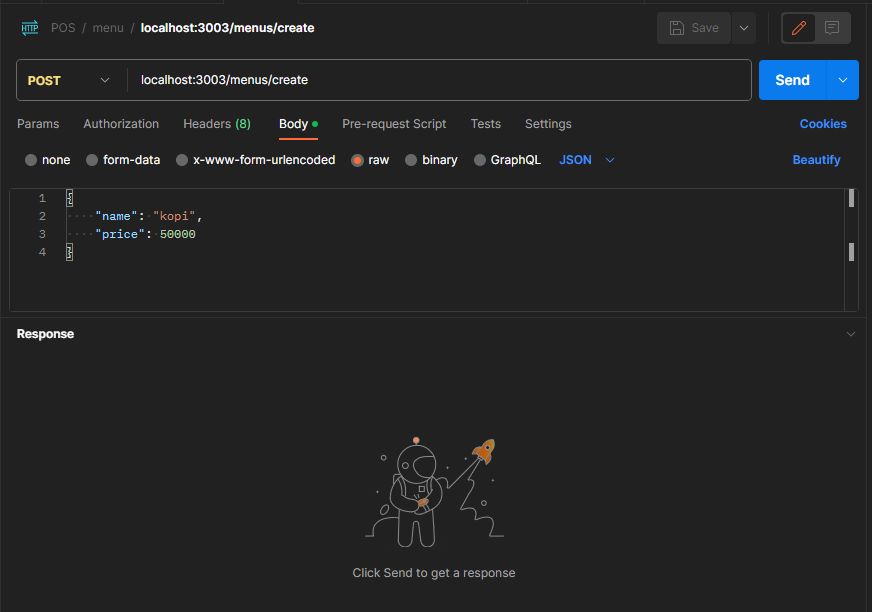 HTTP POS / menu / localhost:3003/menus/create Save
POST localhost:3003/menus/create Send
Params Authorization Headers (8) Body Pre-request Script Tests Settings Cookies
none form-data x-www-form-urlencoded raw binary GraphQL JSON Beautify
1 {
2 "name": "kopi",
3 "price": 50000
4 }
Response
Click Send to get a response